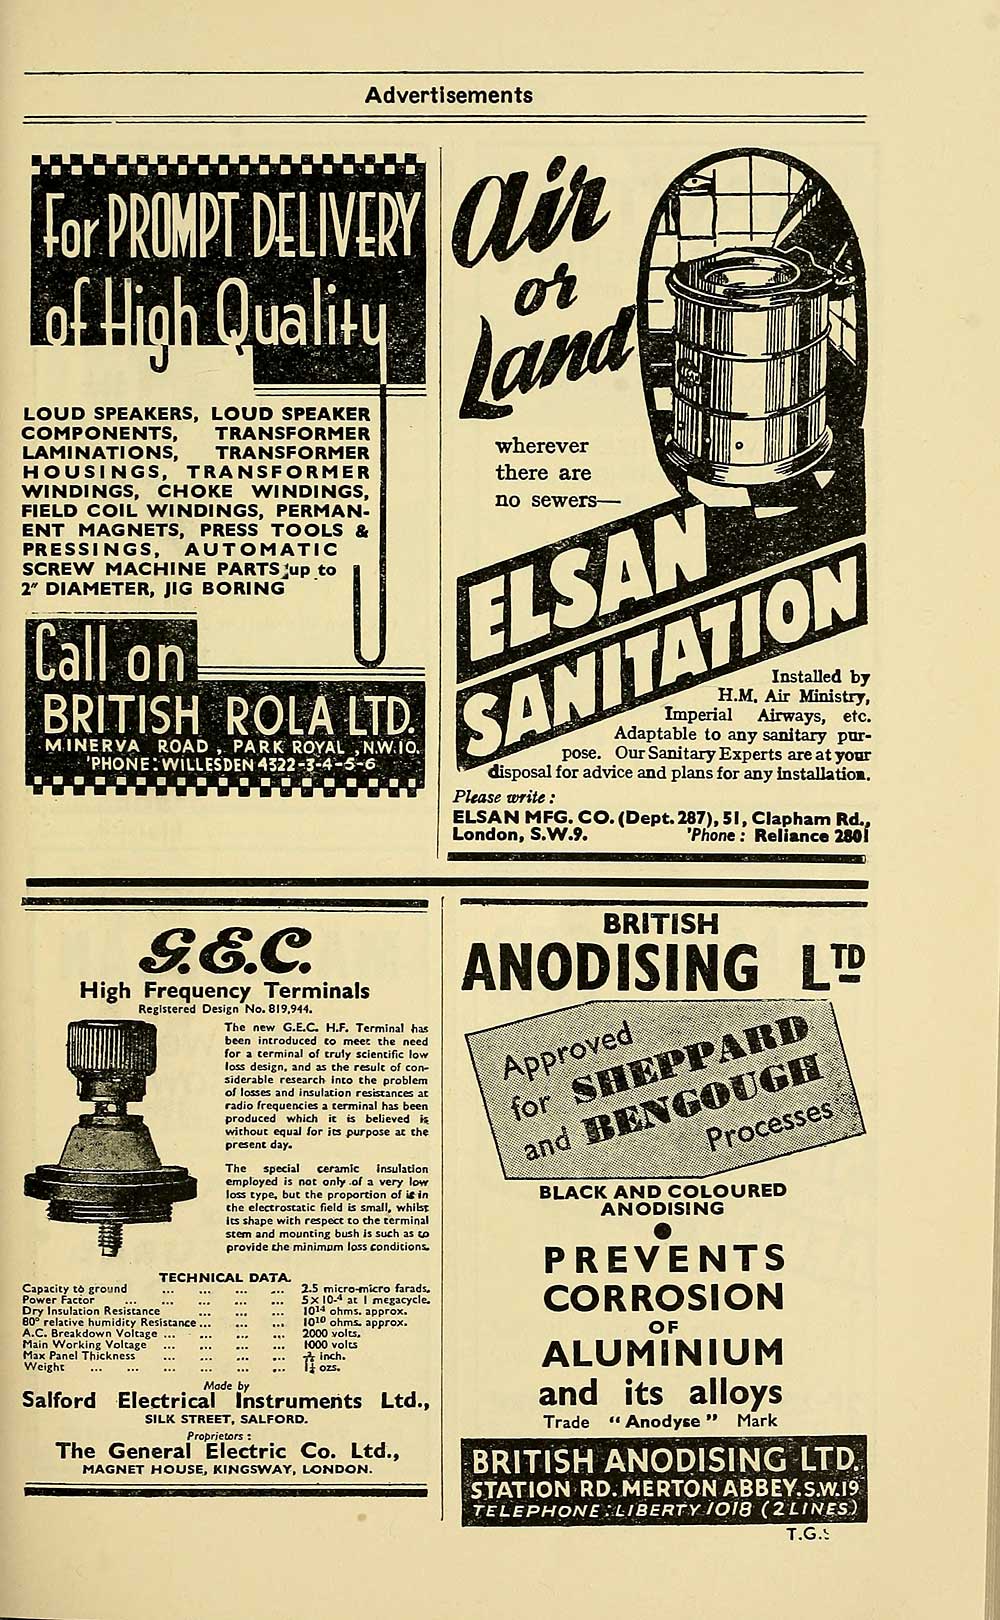 Advertisements
For PROMPT DELIVERY
of High Quality
LOUD SPEAKERS, LOUD SPEAKER
COMPONENTS, TRANSFORMER
LAMINATIONS, TRANSFORMER
HOUSINGS, TRANSFORMER
WINDINGS, CHOKE WINDINGS,
FIELD COIL WINDINGS, PERMAN-
ENT MAGNETS, PRESS TOOLS &
PRESSINGS, AUTOMATIC
SCREW MACHINE PARTS up to
2" DIAMETER, JIG BORING
Call on
BRITISH ROLA LTD.
MINERVA ROAD, PARK ROYAL, N.W.10.
'PHONE: WILLESDEN 4322-3-4-5-6
Air
or
Land
wherever
there are
no sewers—
ELSAN
SANITATION
Installed by
H.M. Air Ministry,
Imperial Airways, etc.
Adaptable to any sanitary pur-
pose. Our Sanitary Experts are at your
disposal for advice and plans for any installation.
Please write:
ELSAN MFG. CO. (Dept. 287), 51, Clapham Rd.,
London, S.W.9. 'Phone: Reliance 2801
G.E.C.
High Frequency Terminals
Registered Design No. 819,944.
The new G.E.C. H.F. Terminal has
been introduced to meet the need
for a terminal of truly scientific low
loss design, and as the result of con-
siderable research into the problem
of losses and insulation resistances at
radio frequencies a terminal has been
produced which it is believed is
without equal for its purpose at the
present day.
The special ceramic insulation
employed is not only of a very low
loss type, but the proportion of it in
the electrostatic field is small, whilst
its shape with respect to the terminal
stem and mounting bush is such as to
provide the minimum loss conditions.
TECHNICAL DATA.
Capacity to ground ... ... ... ... 2.5 micro-micro farads.
Power Factor ... ... ... ... ... 5×10-⁴ at 1 megacycle.
Dry Insulation Resistance ... ... ... 10¹⁴ ohms. approx.
80° relative humidity Resistance ... ... ... 10¹⁰ ohms. approx.
A.C. Breakdown Voltage ... ... ... ... 2000 volts.
Main Working Voltage ... ... ... ... 1000 volts
Max Panel Thickness ... ... ... ... inch.
Weight ... ... ... ... ... ... ozs.
Made by
Salford Electrical Instruments Ltd.,
SILK STREET, SALFORD.
Proprietors:
The General Electric Co. Ltd.,
MAGNET HOUSE, KINGSWAY, LONDON.
BRITISH
ANODISING LTD
Approved
for SHEPPARD
and BENGOUGH
Processes
BLACK AND COLOURED
ANODISING
●
PREVENTS
CORROSION
OF
ALUMINIUM
and its alloys
Trade "Anodyse" Mark
BRITISH ANODISING LTD.
STATION RD. MERTON ABBEY. S.W.19
TELEPHONE: LIBERTY 1018 (2 LINES)
T.G.S